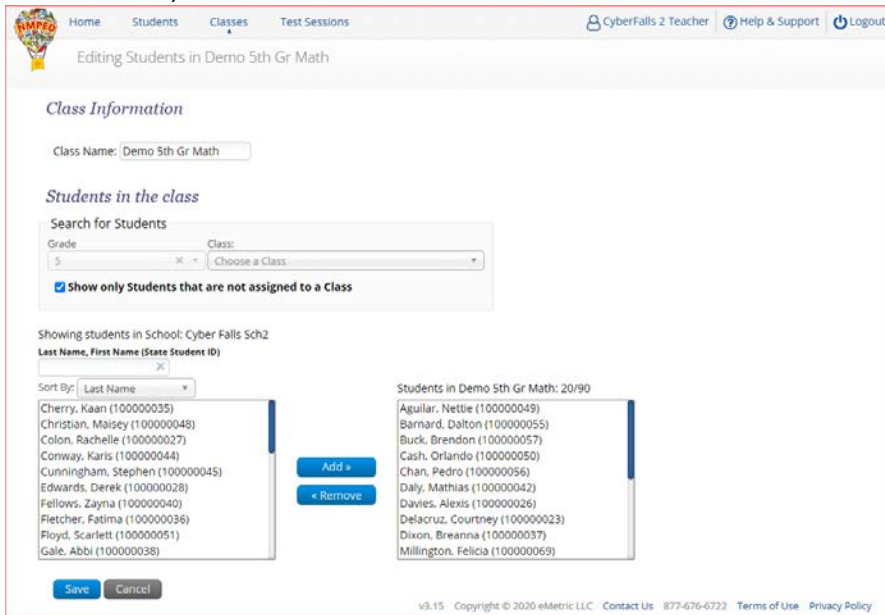 NMPED
Home Students Classes Test Sessions CyberFalls 2 Teacher Help & Support Logout
Editing Students in Demo 5th Gr Math
Class Information
Class Name: Demo 5th Gr Math
Students in the class
Search for Students
Grade Class:
5 Choose a Class
Show only Students that are not assigned to a Class
Showing students in School: Cyber Falls Sch2
Last Name, First Name (State Student ID)
Sort By: Last Name
Cherry, Kaan (100000035)
Christian, Maisey (100000048)
Colon, Rachelle (100000027)
Conway, Karis (100000044)
Cunningham, Stephen (100000045)
Edwards, Derek (100000028)
Fellows, Zayna (100000040)
Fletcher, Fatima (100000036)
Floyd, Scarlett (100000051)
Gale, Abbi (100000038)
Add »
« Remove
Students in Demo 5th Gr Math: 20/90
Aguilar, Nettie (100000049)
Barnard, Dalton (100000055)
Buck, Brendon (100000057)
Cash, Orlando (100000050)
Chan, Pedro (100000056)
Daly, Mathias (100000042)
Davies, Alexis (100000026)
Delacruz, Courtney (100000023)
Dixon, Breanna (100000037)
Millington, Felicia (100000069)
Save Cancel
v3.15 Copyright © 2020 eMetric LLC Contact Us 877-676-6722 Terms of Use Privacy Policy